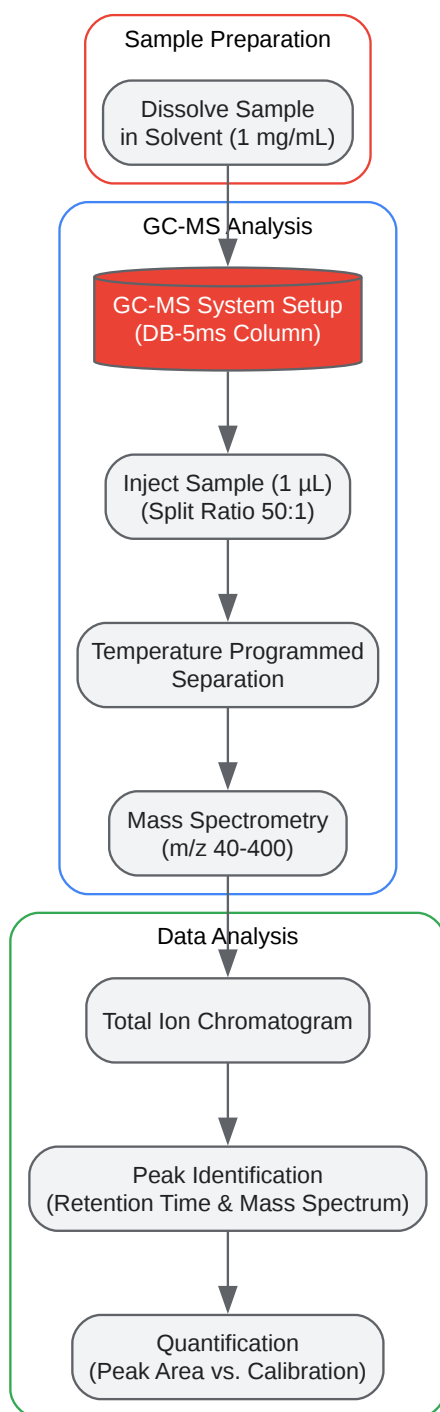 Sample Preparation
Dissolve Sample
in Solvent (1 mg/mL)
GC-MS Analysis
GC-MS System Setup
(DB-5ms Column)
Inject Sample (1 µL)
(Split Ratio 50:1)
Temperature Programmed
Separation
Mass Spectrometry
(m/z 40-400)
Data Analysis
Total Ion Chromatogram
Peak Identification
(Retention Time & Mass Spectrum)
Quantification
(Peak Area vs. Calibration)